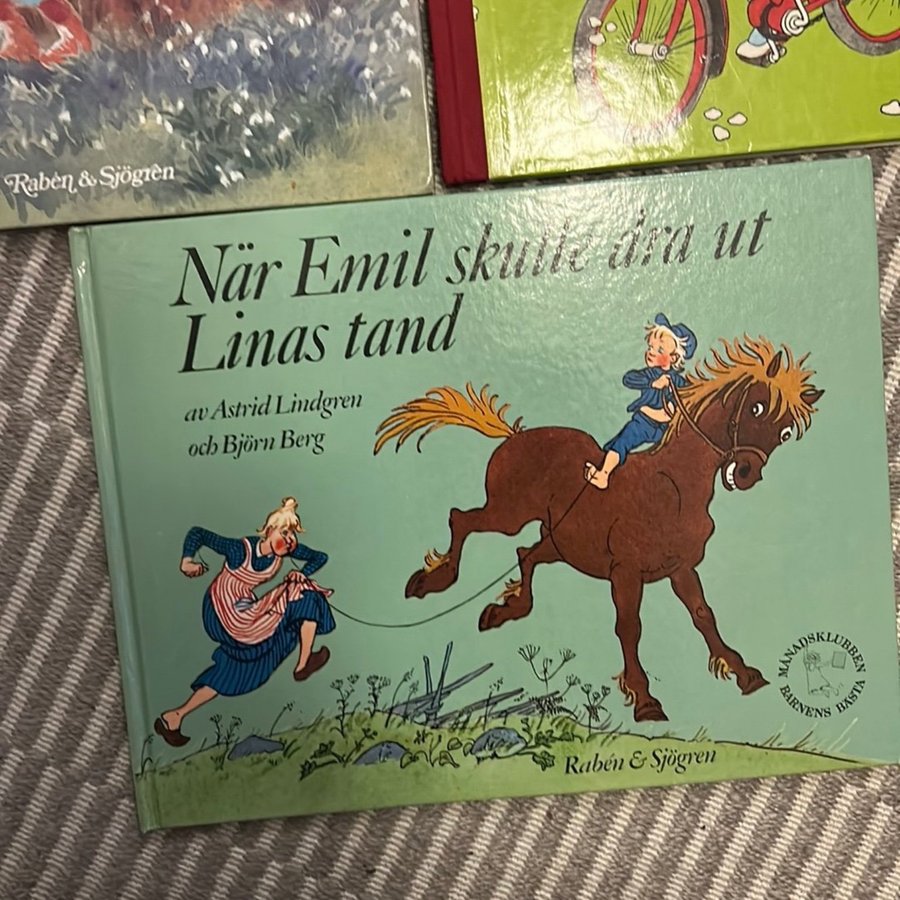 Rabén & Sjögren
När Emil skulle dra ut
Linas tand
av Astrid Lindgren
och Björn Berg
MÅNADSKLUBBEN
BARNENS BÄSTA
Rabén & Sjögren